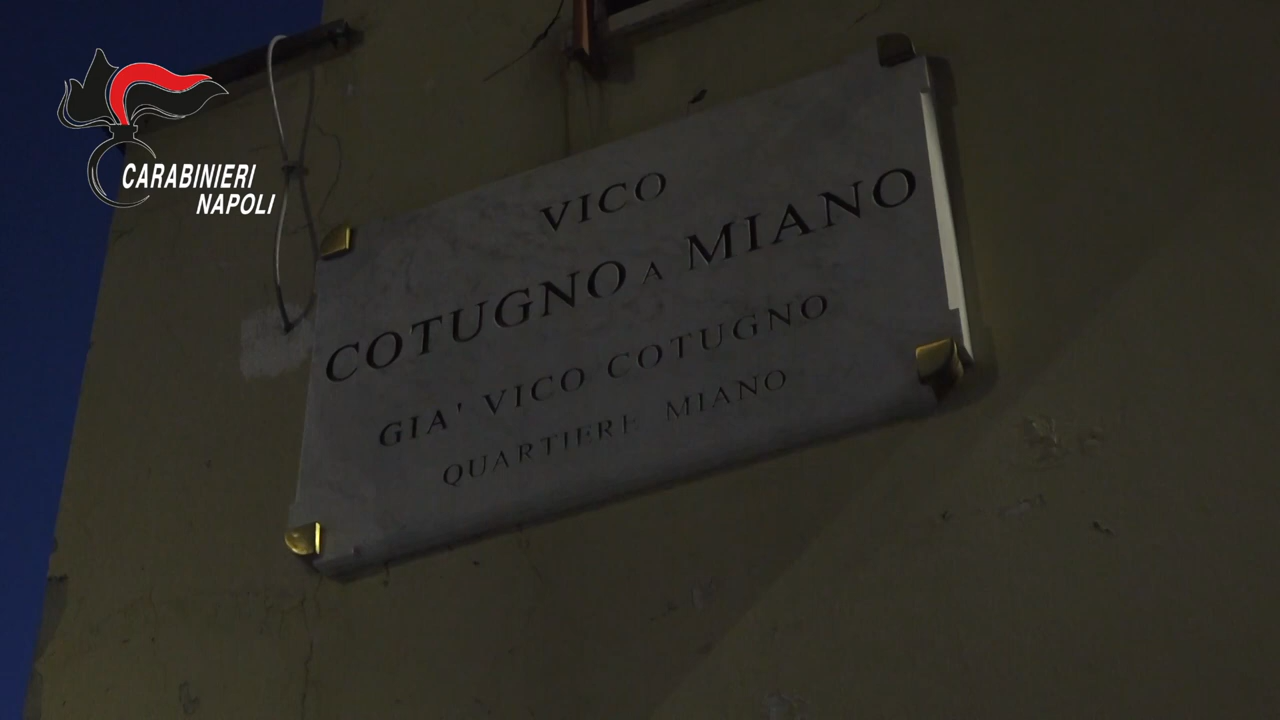 CARABINIERI
NAPOLI
VICO
COTUGNO A MIANO
GIA' VICO COTUGNO
QUARTIERE MIANO